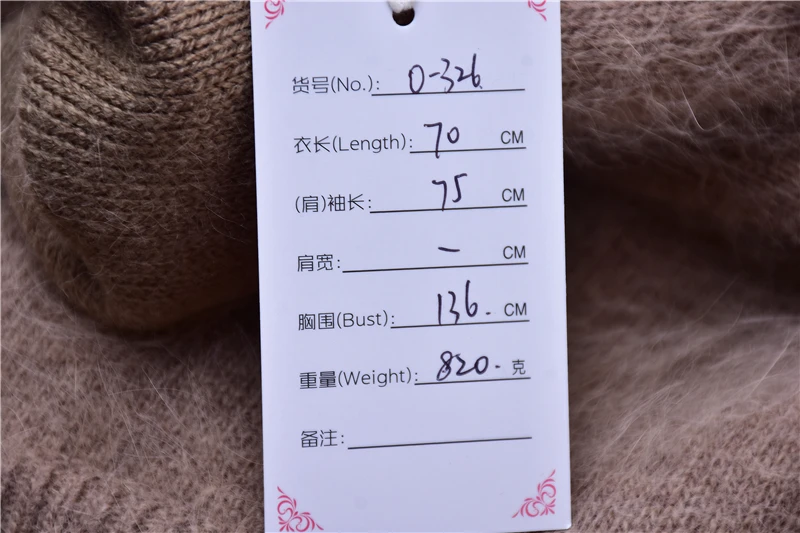 货号(No.): 0-326
衣长(Length): 70 CM
(肩)袖长: 75 CM
肩宽: - CM
胸围(Bust): 136. CM
重量(Weight): 820. 克
备注: